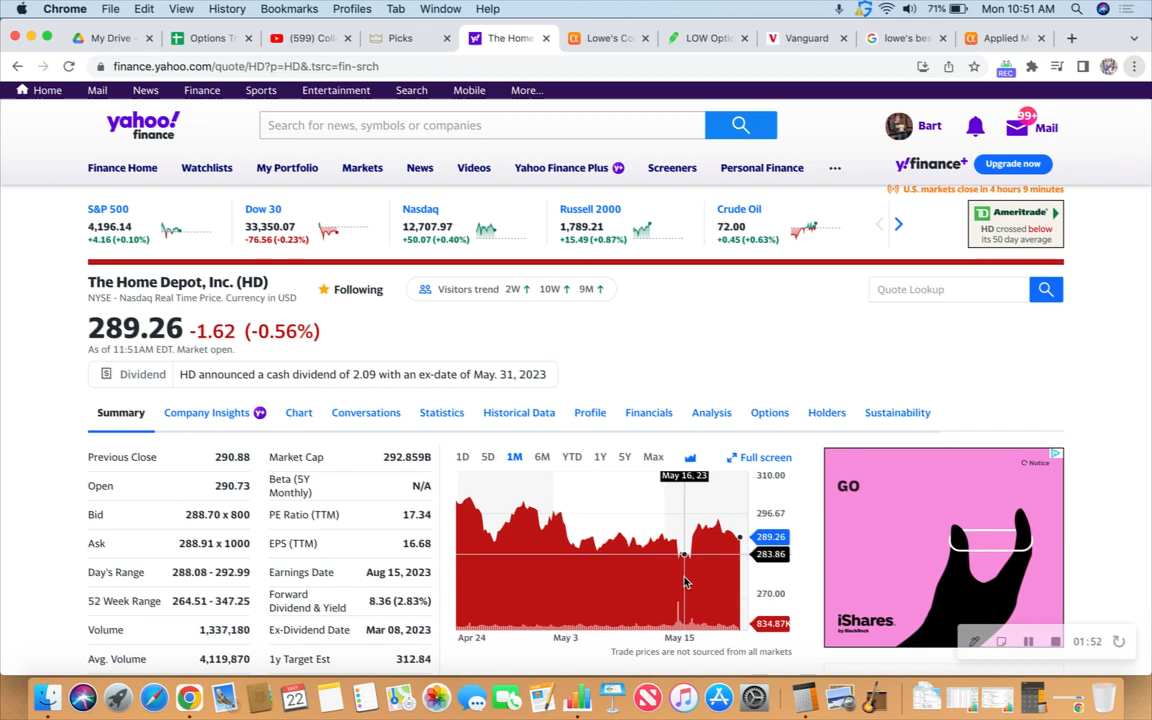 Chrome File Edit View History Bookmarks Profiles Tab Window Help 71% Mon 10:51 AM
My Drive - Options T (599) Col Picks The Home Lowe's Co LOW Opti Vanguard lowe's bes Applied M
finance.yahoo.com/quote/HD?p=HD&.tsrc=fin-srch REC
Home Mail News Finance Sports Entertainment Search Mobile More...
yahoo! finance
Search for news, symbols or companies
Bart 99+ Mail
Finance Home Watchlists My Portfolio Markets News Videos Yahoo Finance Plus Screeners Personal Finance ... y!finance+ Upgrade now
U.S. markets close in 4 hours 9 minutes
S&P 500 Dow 30 Nasdaq Russell 2000 Crude Oil
4,196.14 33,350.07 12,707.97 1,789.21 72.00
+4.16 (+0.10%) -76.56 (-0.23%) +50.07 (+0.40%) +15.49 (+0.87%) +0.45 (+0.63%)
TD Ameritrade
HD crossed below
its 50 day average
The Home Depot, Inc. (HD)
NYSE - Nasdaq Real Time Price. Currency in USD
Following
Visitors trend 2W ↑ 10W ↑ 9M ↑
Quote Lookup
289.26 -1.62 (-0.56%)
As of 11:51AM EDT. Market open.
Dividend HD announced a cash dividend of 2.09 with an ex-date of May. 31, 2023
Summary Company Insights Chart Conversations Statistics Historical Data Profile Financials Analysis Options Holders Sustainability
Previous Close 290.88
Open 290.73
Bid 288.70 x 800
Ask 288.91 x 1000
Day's Range 288.08 - 292.99
52 Week Range 264.51 - 347.25
Volume 1,337,180
Avg. Volume 4,119,870
Market Cap 292.859B
Beta (5Y Monthly) N/A
PE Ratio (TTM) 17.34
EPS (TTM) 16.68
Earnings Date Aug 15, 2023
Forward Dividend & Yield 8.36 (2.83%)
Ex-Dividend Date Mar 08, 2023
1y Target Est 312.84
1D 5D 1M 6M YTD 1Y 5Y Max Full screen
May 16, 23
310.00
296.67
289.26
283.86
270.00
834.87K
Apr 24 May 3 May 15
Trade prices are not sourced from all markets
Notice
GO
iShares.
by BlackRock
01:52
MAY
22